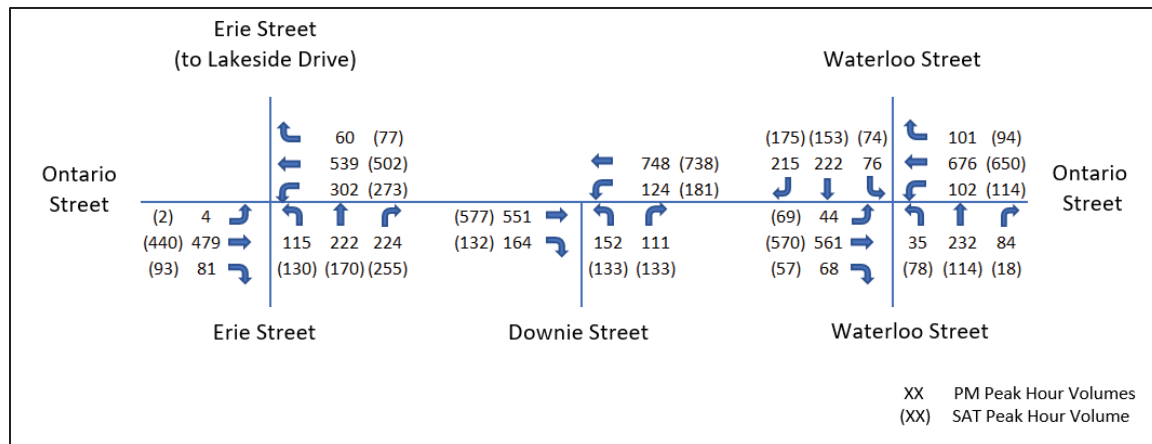 Erie Street
(to Lakeside Drive)
Waterloo Street
60 (77)
539 (502)
302 (273)
748 (738)
124 (181)
(175) (153) (74)
215 222 76
101 (94)
676 (650)
102 (114)
Ontario
Street
Ontario
Street
(2) 4
(440) 479
(93) 81
115 222 224
(130) (170) (255)
(577) 551
(132) 164
152 111
(133) (133)
(69) 44
(570) 561
(57) 68
35 232 84
(78) (114) (18)
Erie Street
Downie Street
Waterloo Street
XX PM Peak Hour Volumes
(XX) SAT Peak Hour Volume